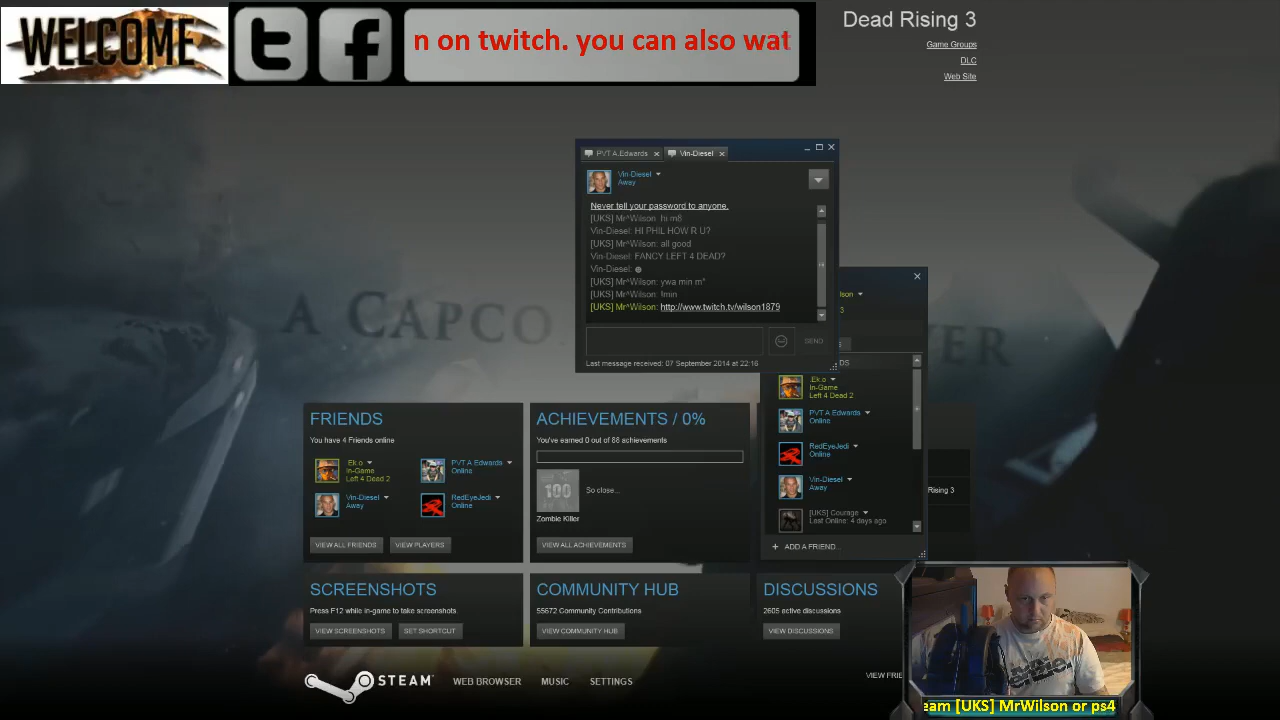 WELCOME
n on twitch. you can also wat
Dead Rising 3
Game Groups
DLC
Web Site
PVT A.Edwards
Vin-Diesel
Vin-Diesel
Away
Never tell your password to anyone.
[UKS] Mr^Wilson: hi m8
Vin-Diesel: HI PHIL HOW R U?
[UKS] Mr^Wilson: all good
Vin-Diesel: FANCY LEFT 4 DEAD?
Vin-Diesel:
[UKS] Mr^Wilson: ywa min m*
[UKS] Mr^Wilson: !min
[UKS] Mr^Wilson: http://www.twitch.tv/wilson1879
SEND
Last message received: 07 September 2014 at 22:16
A CAPCO
VER
lson
3
S
DS
.Ek.o
In-Game
Left 4 Dead 2
PVT A Edwards
Online
RedEyeJedi
Online
Vin-Diesel
Away
[UKS] Courage
Last Online: 4 days ago
+ ADD A FRIEND...
Rising 3
FRIENDS
You have 4 Friends online
.Ek.o
In-Game
Left 4 Dead 2
PVT A Edwards
Online
Vin-Diesel
Away
RedEyeJedi
Online
VIEW ALL FRIENDS
VIEW PLAYERS
ACHIEVEMENTS / 0%
You've earned 0 out of 88 achievements
100
So close...
Zombie Killer
VIEW ALL ACHIEVEMENTS
SCREENSHOTS
Press F12 while in-game to take screenshots
VIEW SCREENSHOTS
SET SHORTCUT
COMMUNITY HUB
55672 Community Contributions
VIEW COMMUNITY HUB
DISCUSSIONS
2605 active discussions
VIEW DISCUSSIONS
STEAM
WEB BROWSER
MUSIC
SETTINGS
VIEW FRIE
eam [UKS] MrWilson or ps4